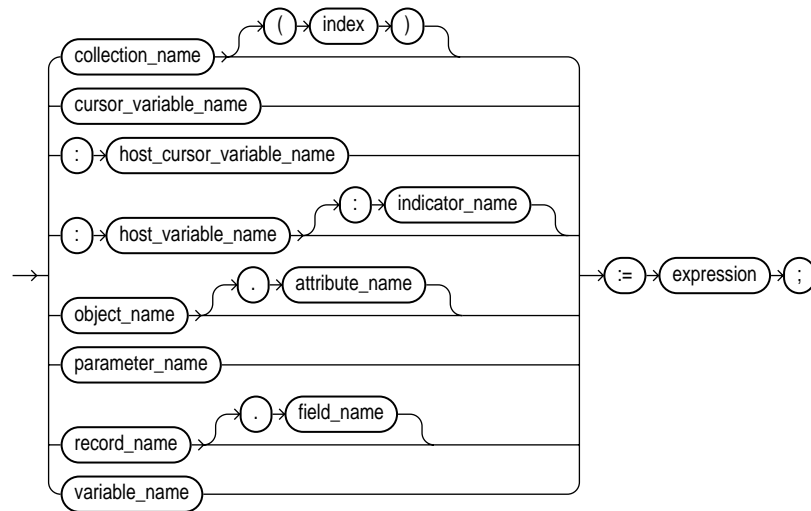 ( index )
collection_name
cursor_variable_name
: host_cursor_variable_name
: indicator_name
: host_variable_name
:= expression ;
. attribute_name
object_name
parameter_name
. field_name
record_name
variable_name